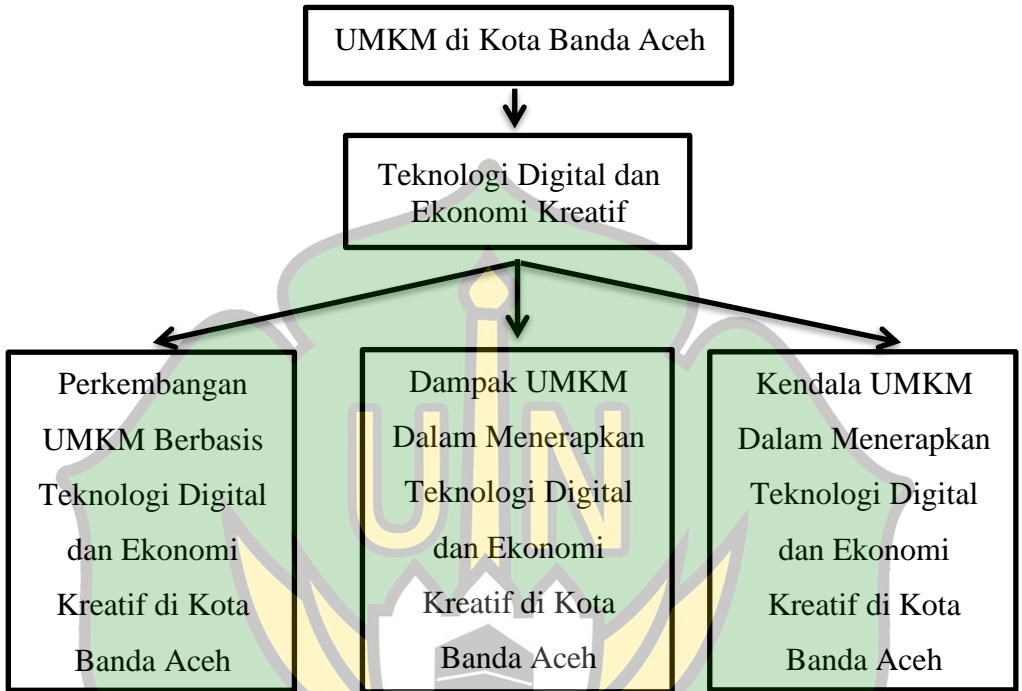 UMKM di Kota Banda Aceh
Teknologi Digital dan
Ekonomi Kreatif
Perkembangan
UMKM Berbasis
Teknologi Digital
dan Ekonomi
Kreatif di Kota
Banda Aceh
Dampak UMKM
Dalam Menerapkan
Teknologi Digital
dan Ekonomi
Kreatif di Kota
Banda Aceh
Kendala UMKM
Dalam Menerapkan
Teknologi Digital
dan Ekonomi
Kreatif di Kota
Banda Aceh
UIN